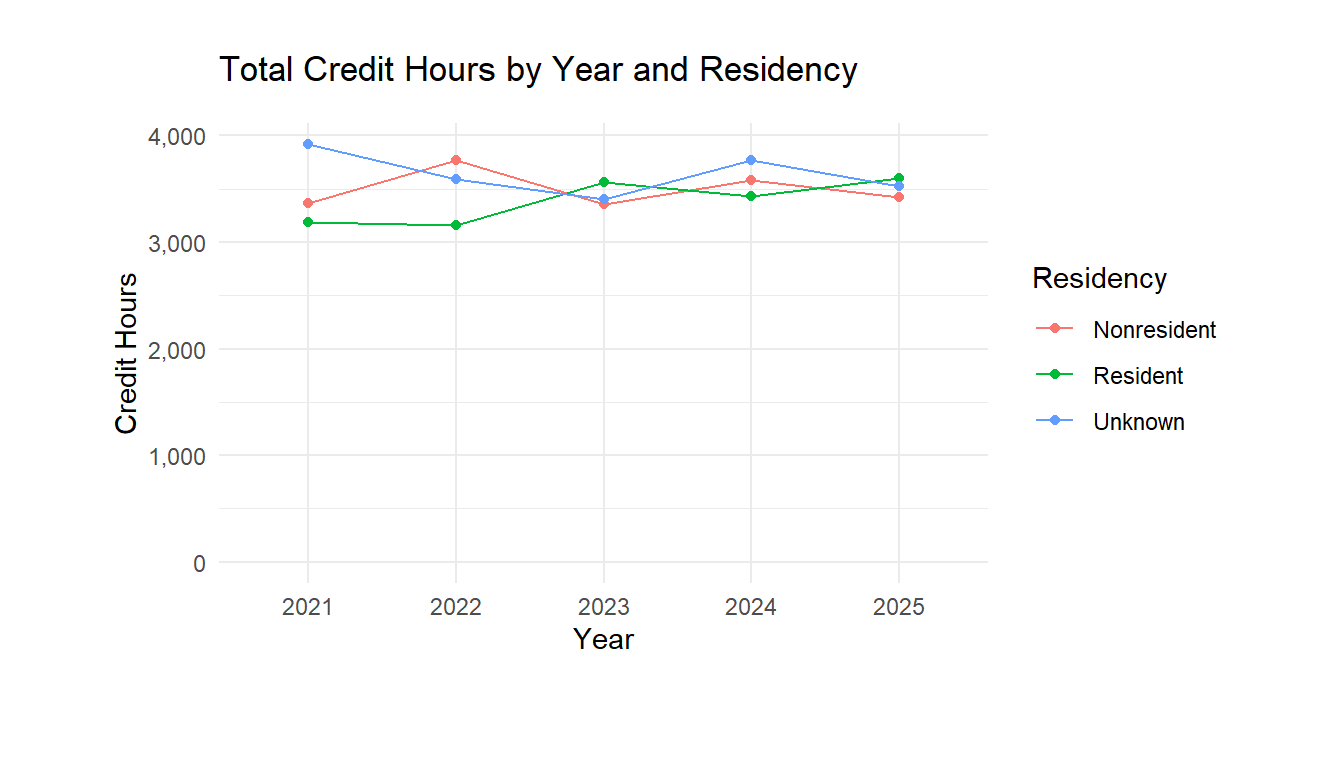 Total Credit Hours by Year and Residency
4,000
3,000
2,000
1,000
0
Credit Hours
2021 2022 2023 2024 2025
Year
Residency
Nonresident
Resident
Unknown